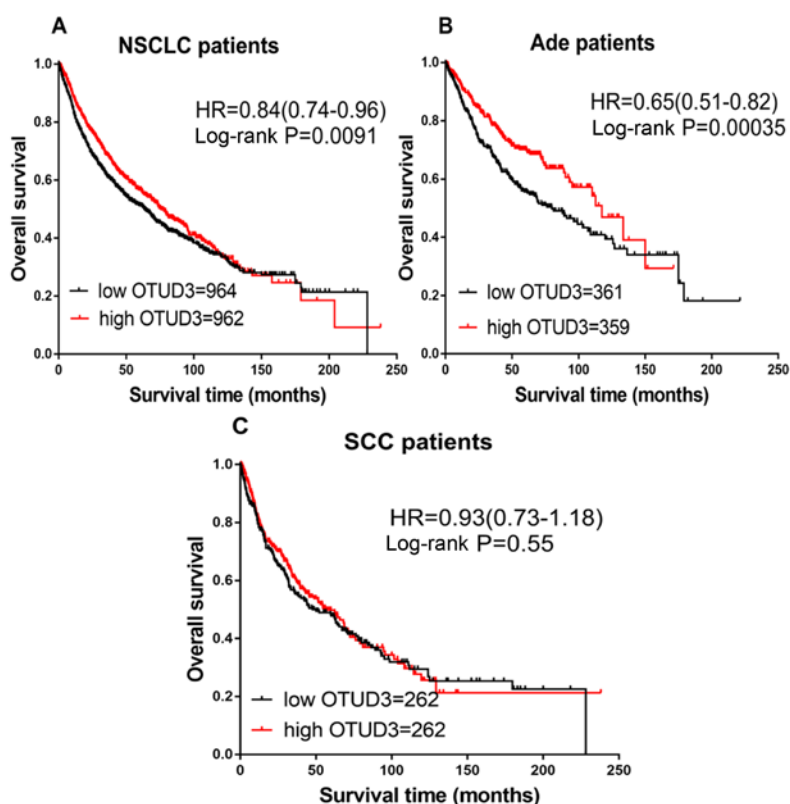 A
NSCLC patients
HR=0.84(0.74-0.96)
Log-rank P=0.0091
Overall survival
1.0
0.8
0.6
0.4
0.2
0.0
low OTUD3=964
high OTUD3=962
0 50 100 150 200 250
Survival time (months)
B
Ade patients
HR=0.65(0.51-0.82)
Log-rank P=0.00035
Overall survival
1.0
0.8
0.6
0.4
0.2
0.0
low OTUD3=361
high OTUD3=359
0 50 100 150 200 250
Survival time (months)
C
SCC patients
HR=0.93(0.73-1.18)
Log-rank P=0.55
Overall survival
1.0
0.8
0.6
0.4
0.2
0.0
low OTUD3=262
high OTUD3=262
0 50 100 150 200 250
Survival time (months)